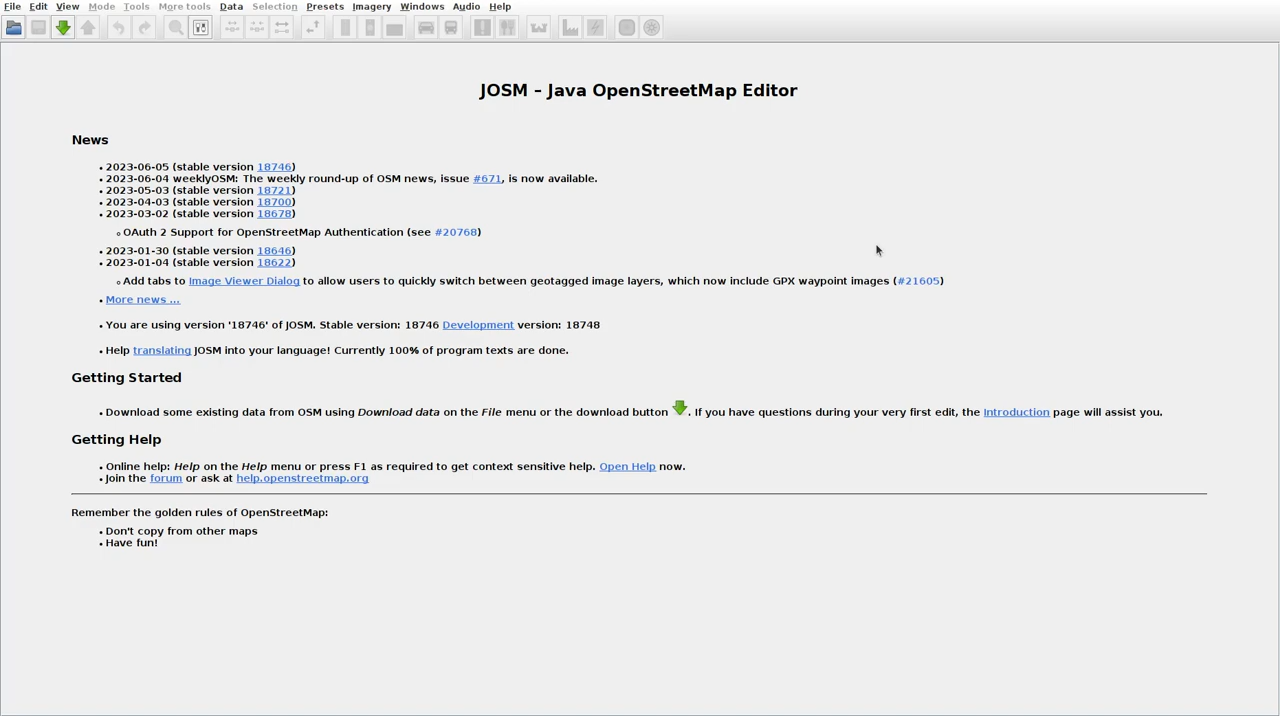 File Edit View Mode Tools More tools Data Selection Presets Imagery Windows Audio Help
JOSM – Java OpenStreetMap Editor
News
• 2023-06-05 (stable version 18746)
• 2023-06-04 weeklyOSM: The weekly round-up of OSM news, issue #671, is now available.
• 2023-05-03 (stable version 18721)
• 2023-04-03 (stable version 18700)
• 2023-03-02 (stable version 18678)
◦ OAuth 2 Support for OpenStreetMap Authentication (see #20768)
• 2023-01-30 (stable version 18646)
• 2023-01-04 (stable version 18622)
◦ Add tabs to Image Viewer Dialog to allow users to quickly switch between geotagged image layers, which now include GPX waypoint images (#21605)
• More news ...
• You are using version '18746' of JOSM. Stable version: 18746 Development version: 18748
• Help translating JOSM into your language! Currently 100% of program texts are done.
Getting Started
• Download some existing data from OSM using Download data on the File menu or the download button . If you have questions during your very first edit, the Introduction page will assist you.
Getting Help
• Online help: Help on the Help menu or press F1 as required to get context sensitive help. Open Help now.
• Join the forum or ask at help.openstreetmap.org
Remember the golden rules of OpenStreetMap:
• Don't copy from other maps
• Have fun!